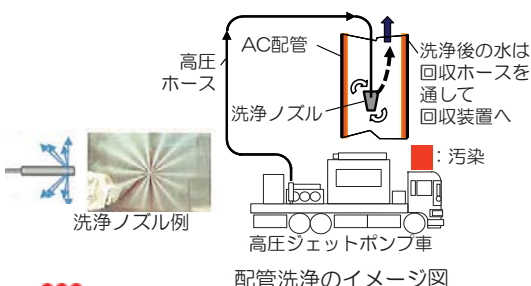 高圧
ホース
AC配管
洗浄ノズル
洗浄後の水は
回収ホースを
通して
回収装置へ
：汚染
洗浄ノズル例
高圧ジェットポンプ車
配管洗浄のイメージ図